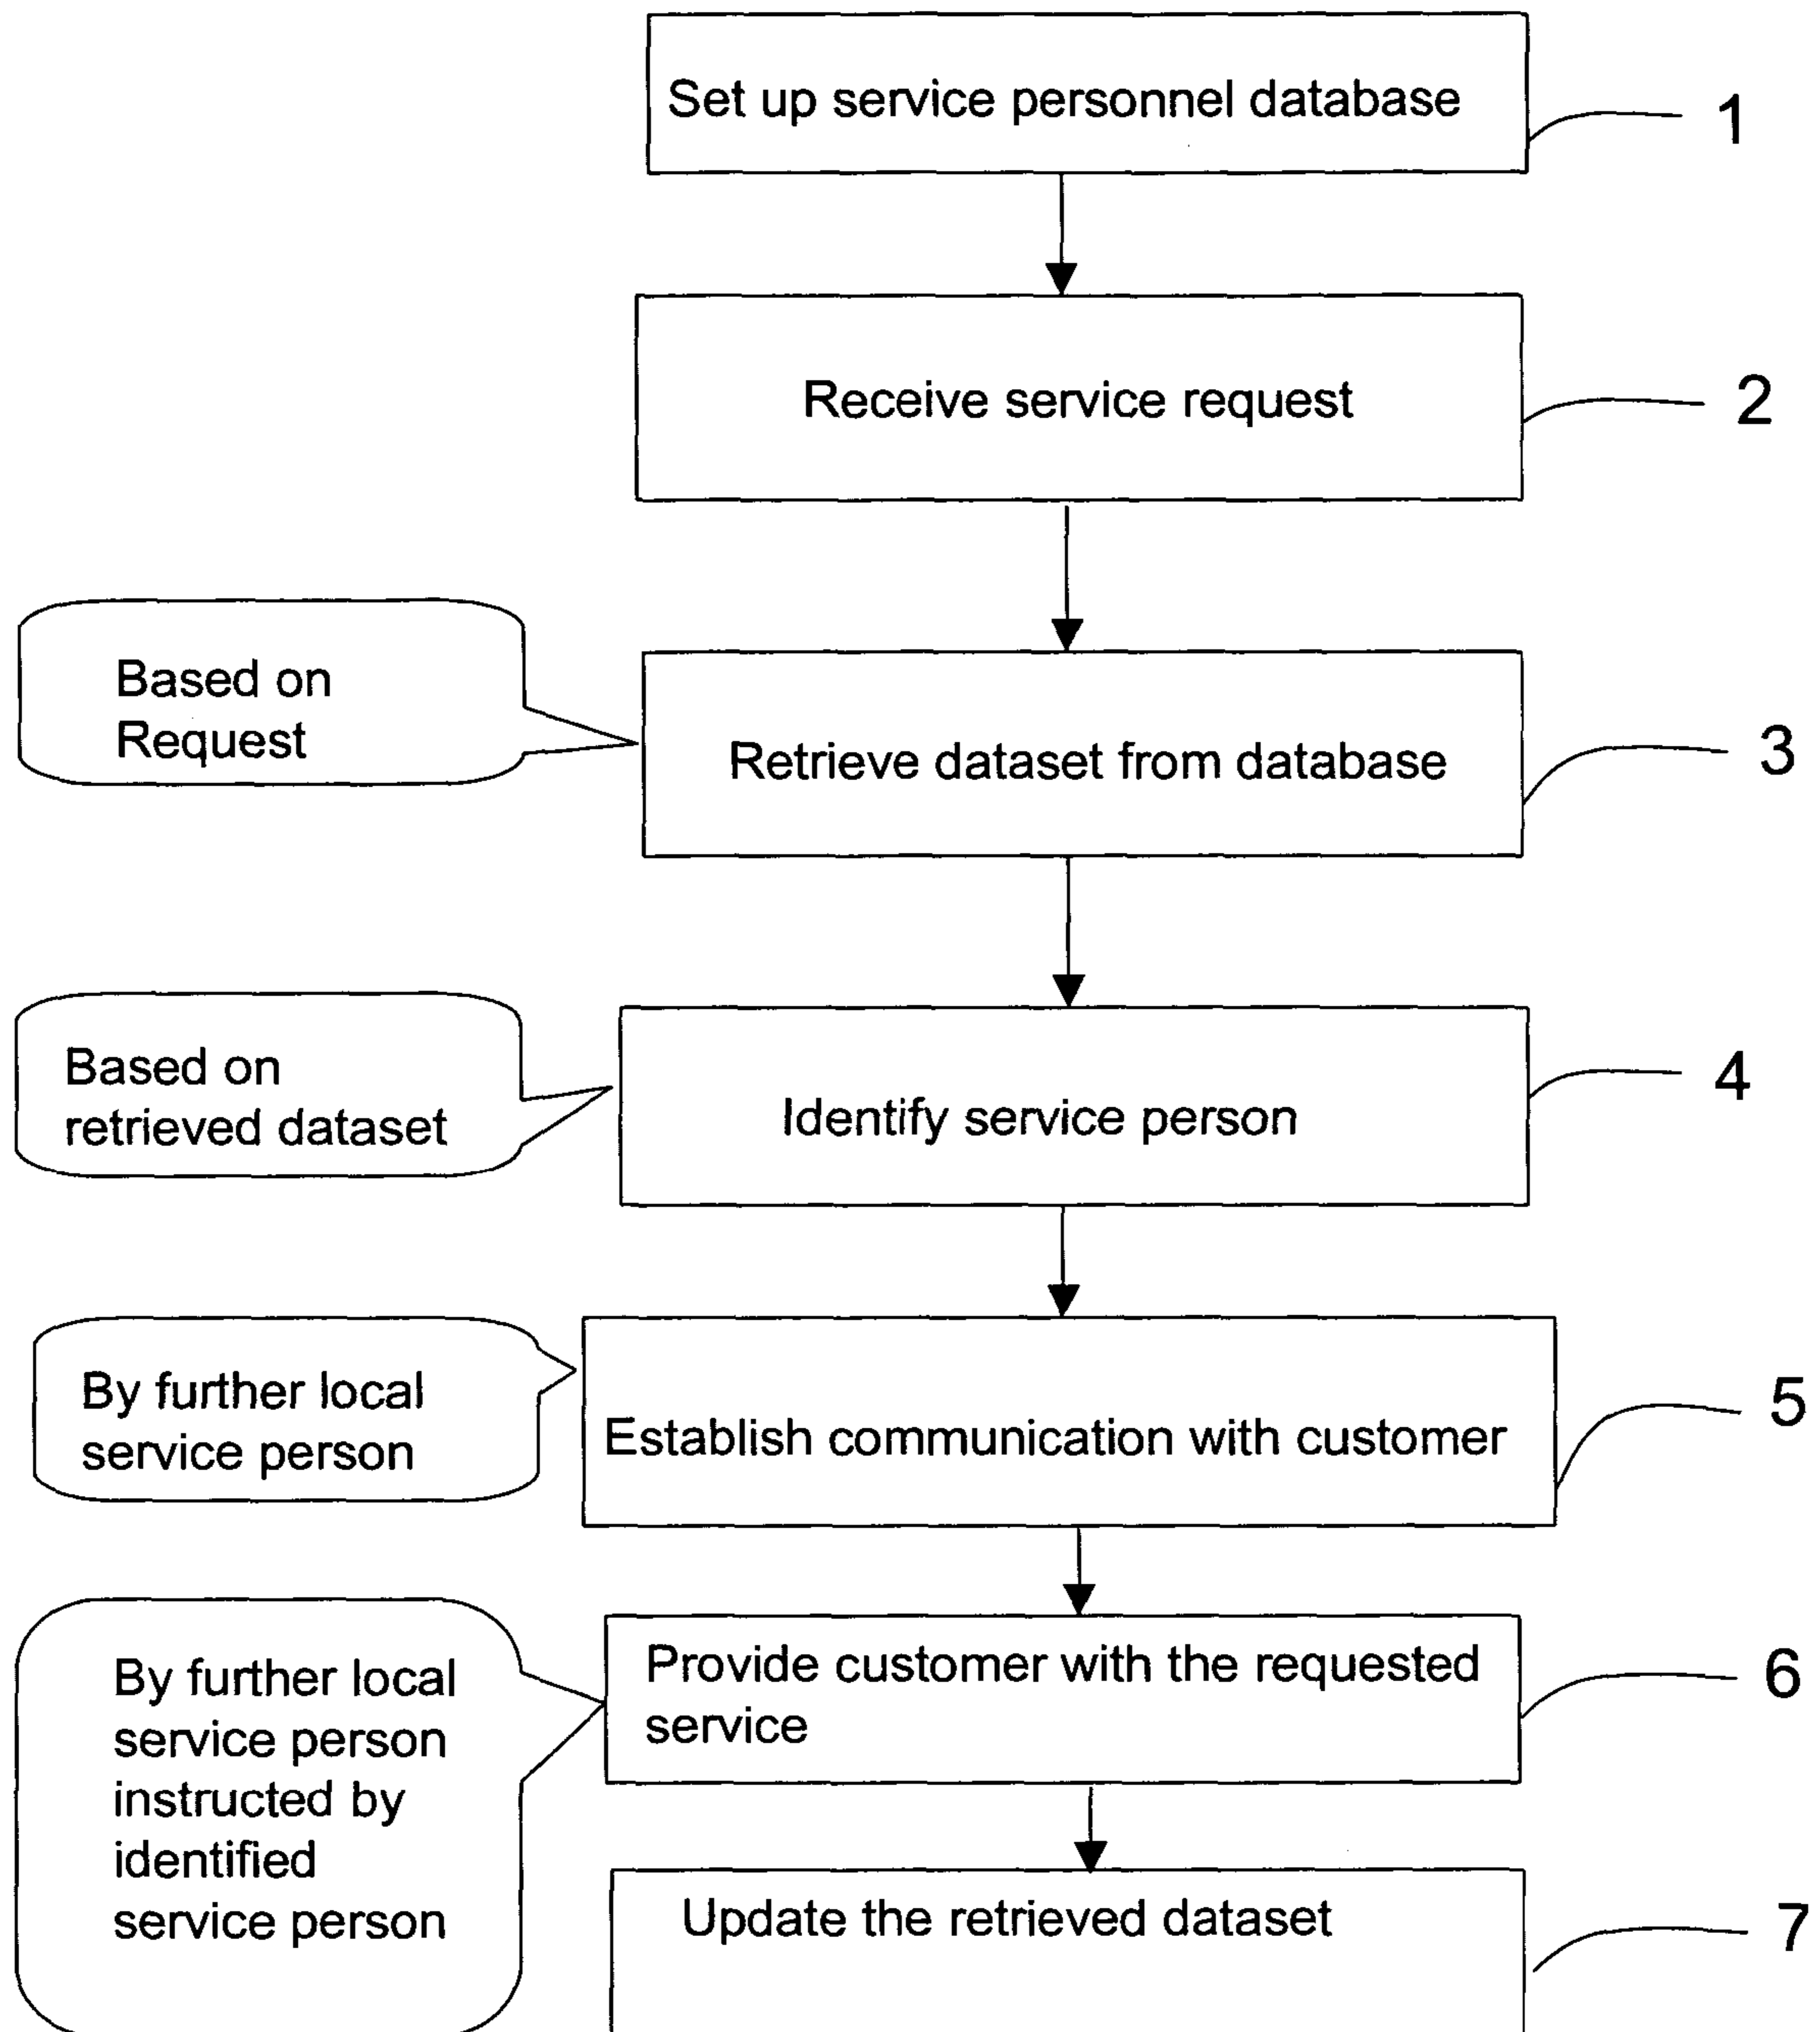 Set up service personnel database
1
Receive service request
2
Based on
Request
Retrieve dataset from database
3
Based on
retrieved dataset
Identify service person
4
By further local
service person
Establish communication with customer
5
By further local
service person
instructed by
identified
service person
Provide customer with the requested
service
6
Update the retrieved dataset
7